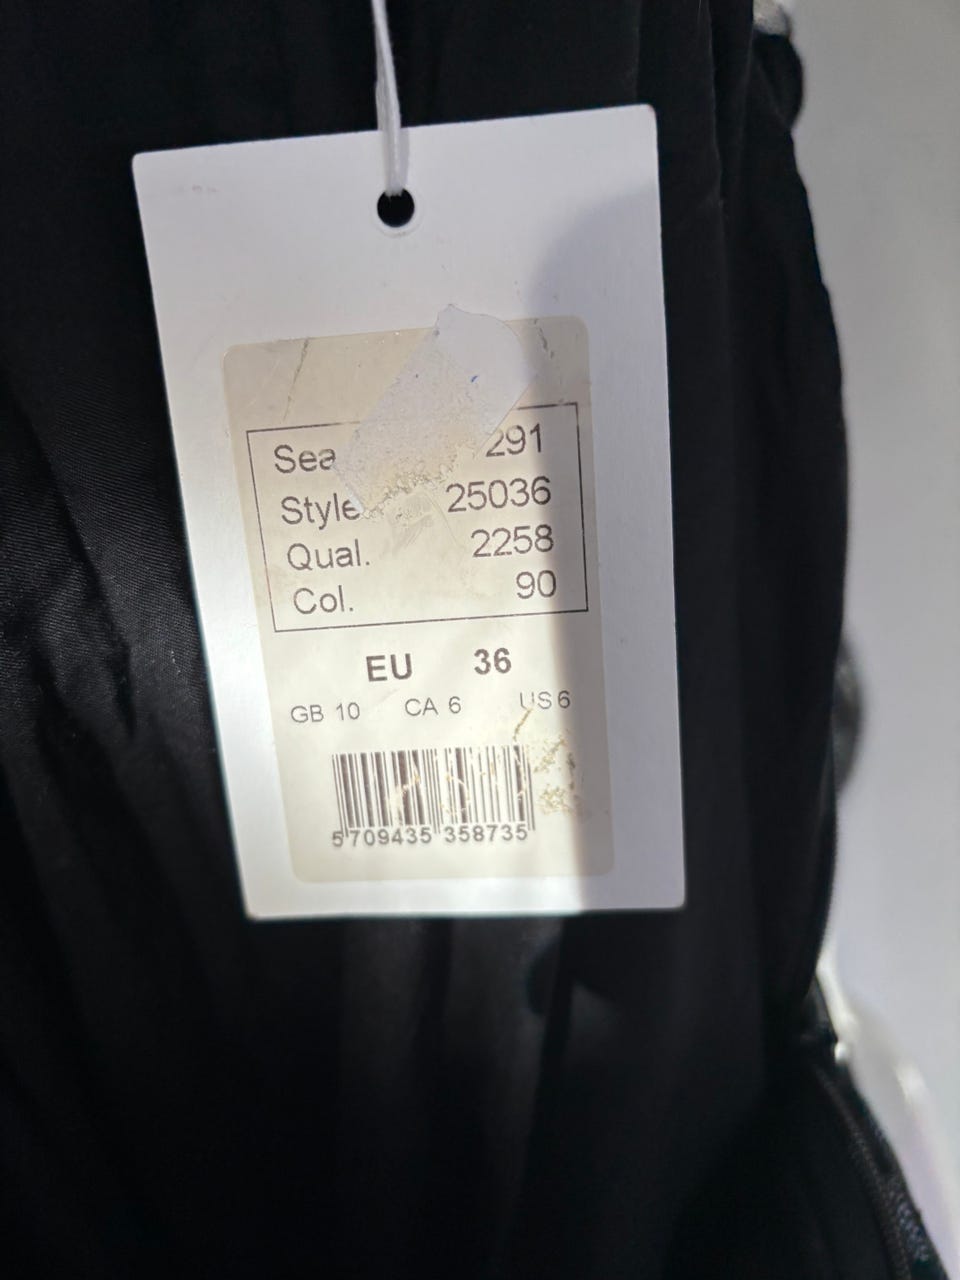 Sea 291
Style 25036
Qual. 2258
Col. 90
EU 36
GB 10 CA 6 US 6
5 709435 358735